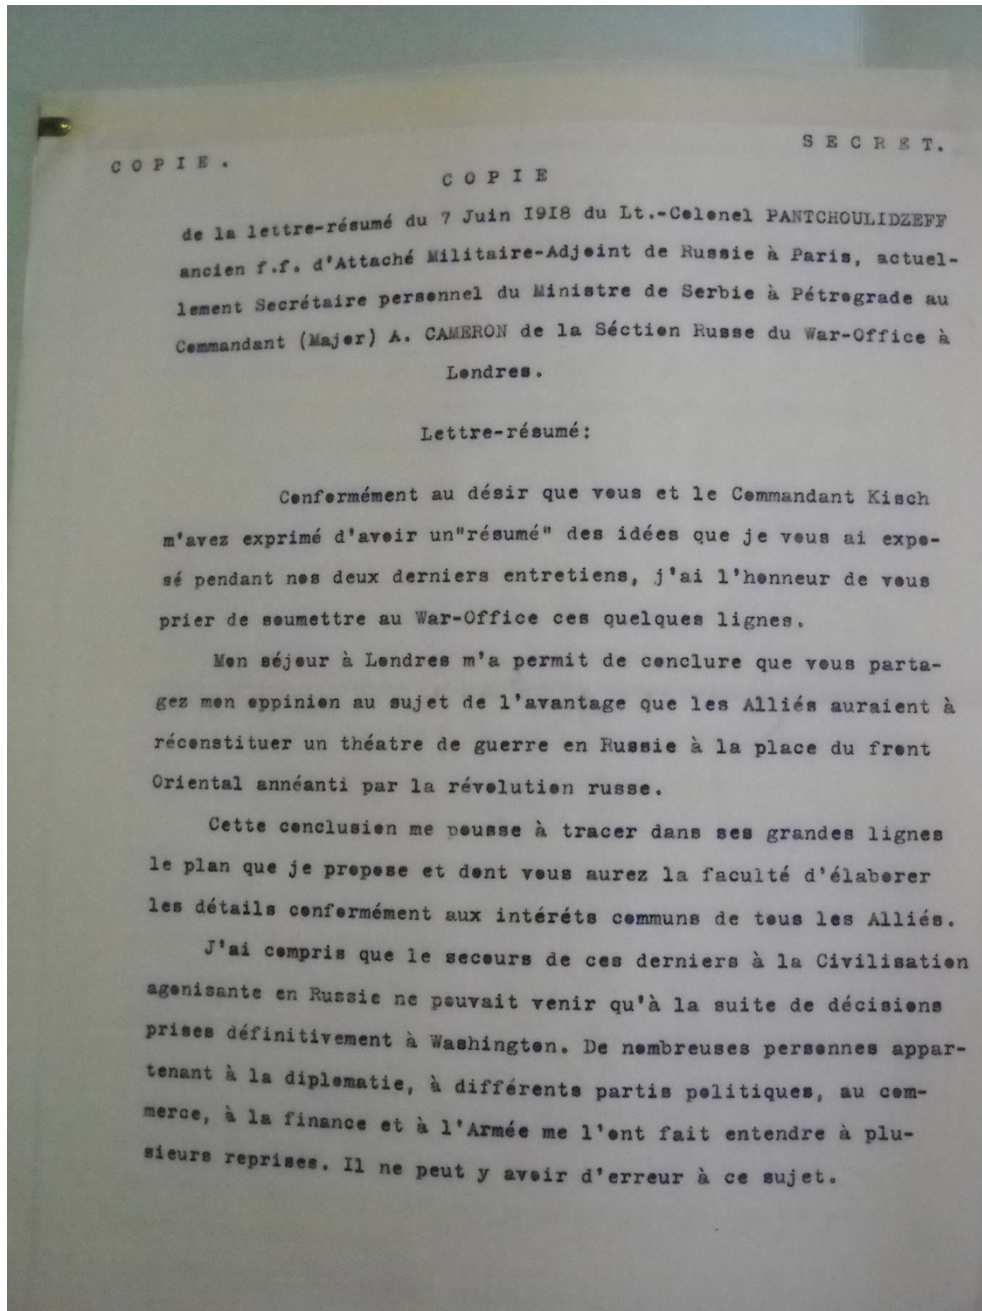 SECRET.
COPIE.
COPIE
de la lettre-résumé du 7 Juin 1918 du Lt.-Colonel PANTCHOULIDZEFF
ancien f.f. d'Attaché Militaire-Adjoint de Russie à Paris, actuel-
lement Secrétaire personnel du Ministre de Serbie à Pétrograde au
Commandant (Major) A. CAMERON de la Séction Russe du War-Office à
Londres.
Lettre-résumé:
Conformément au désir que vous et le Commandant Kisch
m'avez exprimé d'avoir un"résumé" des idées que je vous ai expo-
sé pendant nos deux derniers entretiens, j'ai l'honneur de vous
prier de soumettre au War-Office ces quelques lignes.
Mon séjour à Londres m'a permit de conclure que vous parta-
gez mon oppinion au sujet de l'avantage que les Alliés auraient à
réconstituer un théatre de guerre en Russie à la place du front
Oriental annéanti par la révolution russe.
Cette conclusion me pousse à tracer dans ses grandes lignes
le plan que je propose et dont vous aurez la faculté d'élaborer
les détails conformément aux intéréts communs de tous les Alliés.
J'ai compris que le secours de ces derniers à la Civilisation
agonisante en Russie ne pouvait venir qu'à la suite de décisions
prises définitivement à Washington. De nombreuses personnes appar-
tenant à la diplomatie, à différents partis politiques, au com-
merce, à la finance et à l'Armée me l'ont fait entendre à plu-
sieurs reprises. Il ne peut y avoir d'erreur à ce sujet.